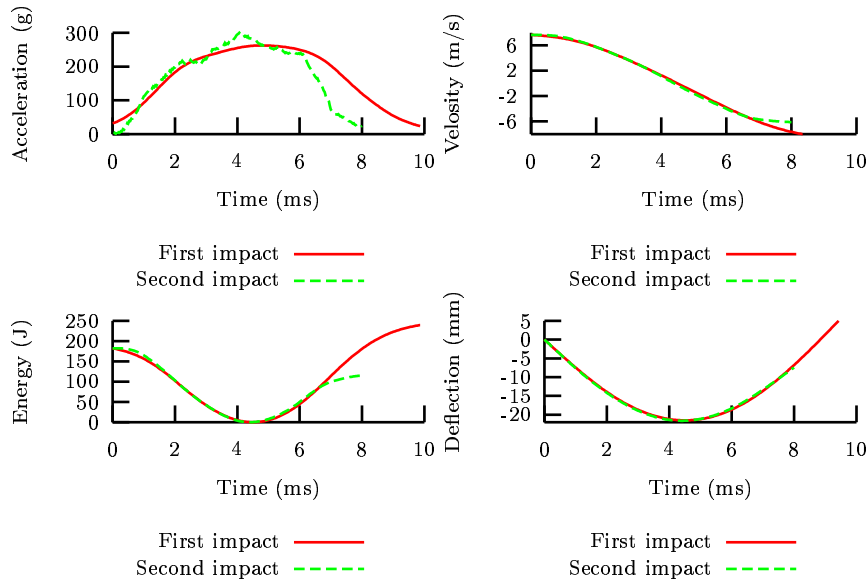 Acceleration (g)
300
200
100
0
0 2 4 6 8 10
Time (ms)
First impact
Second impact
Velosity (m/s)
6
2
-2
-6
0 2 4 6 8 10
Time (ms)
First impact
Second impact
Energy (J)
250
200
150
100
50
0
0 2 4 6 8 10
Time (ms)
First impact
Second impact
Deflection (mm)
5
0
-5
-10
-15
-20
0 2 4 6 8 10
Time (ms)
First impact
Second impact